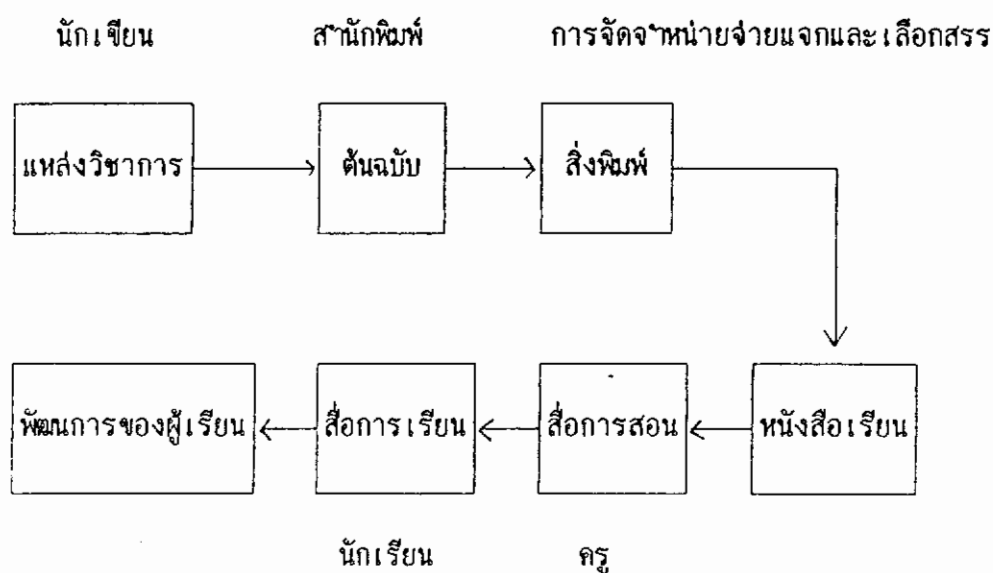 นักเขียน สำนักพิมพ์ การจัดจำหน่ายจ่ายแจกและเลือกสรร
แหล่งวิชาการ ต้นฉบับ สิ่งพิมพ์
พัฒนการของผู้เรียน สื่อการเรียน สื่อการสอน หนังสือเรียน
นักเรียน ครู